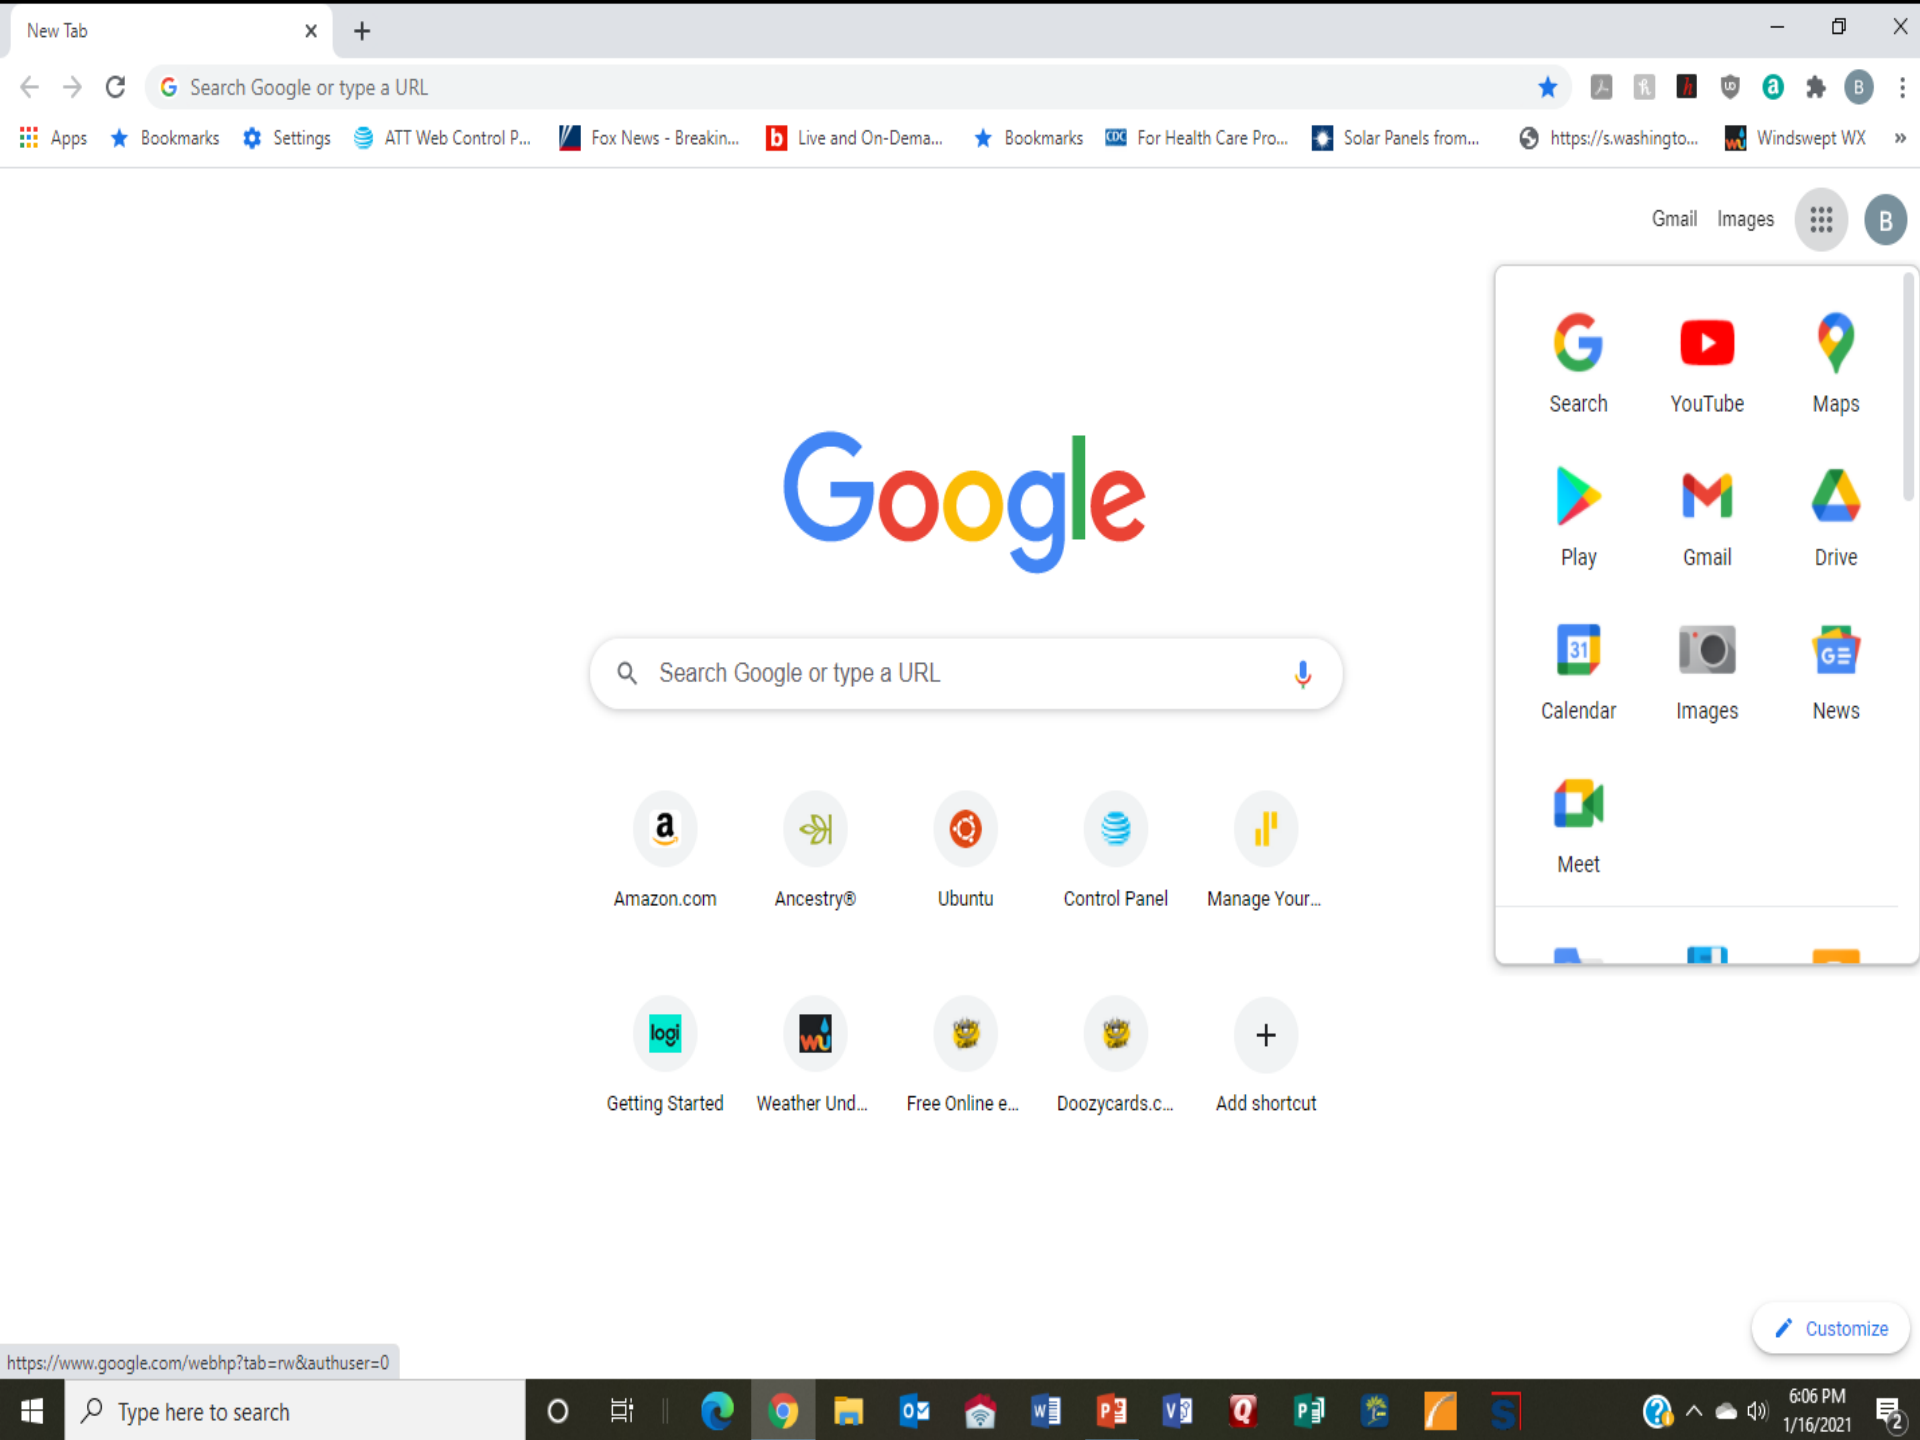 New Tab
Search Google or type a URL
Apps Bookmarks Settings ATT Web Control P... Fox News - Breakin... Live and On-Dema... Bookmarks For Health Care Pro... Solar Panels from... https://s.washingto... Windswept WX »
Gmail Images B
Search YouTube Maps
Play Gmail Drive
31
Calendar Images News
Meet
Google
Search Google or type a URL
Amazon.com Ancestry® Ubuntu Control Panel Manage Your...
logi
Getting Started Weather Und... Free Online e... Doozycards.c... Add shortcut
Customize
https://www.google.com/webhp?tab=rw&authuser=0
Type here to search
6:06 PM
1/16/2021
2